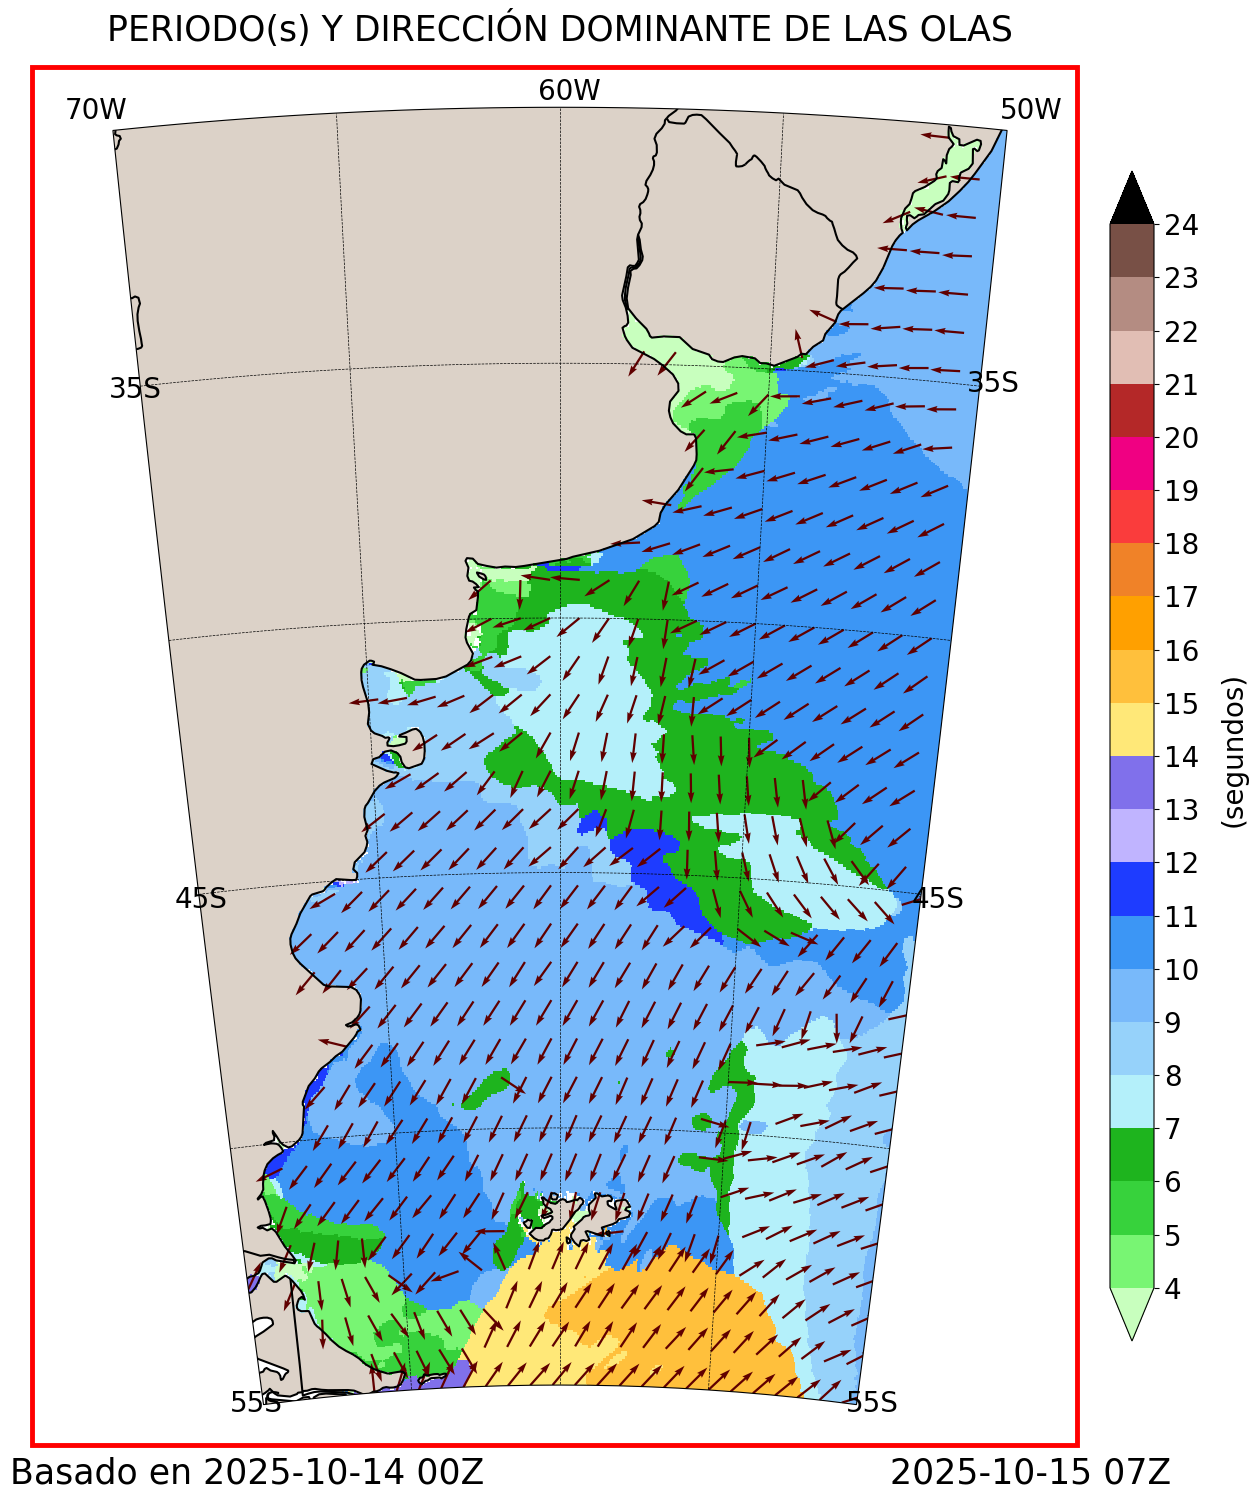 PERIODO(s) Y DIRECCIÓN DOMINANTE DE LAS OLAS
70W
60W
50W
35S
35S
45S
45S
55S
55S
24
23
22
21
20
19
18
17
16
15
14
13
12
11
10
9
8
7
6
5
4
(segundos)
Basado en 2025-10-14 00Z
2025-10-15 07Z